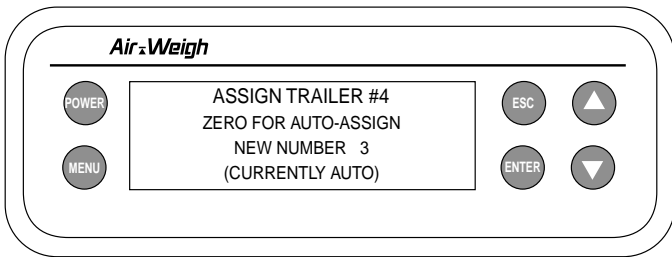 Air-Weigh
POWER
MENU
ASSIGN TRAILER #4
ZERO FOR AUTO-ASSIGN
NEW NUMBER 3
(CURRENTLY AUTO)
ESC
ENTER